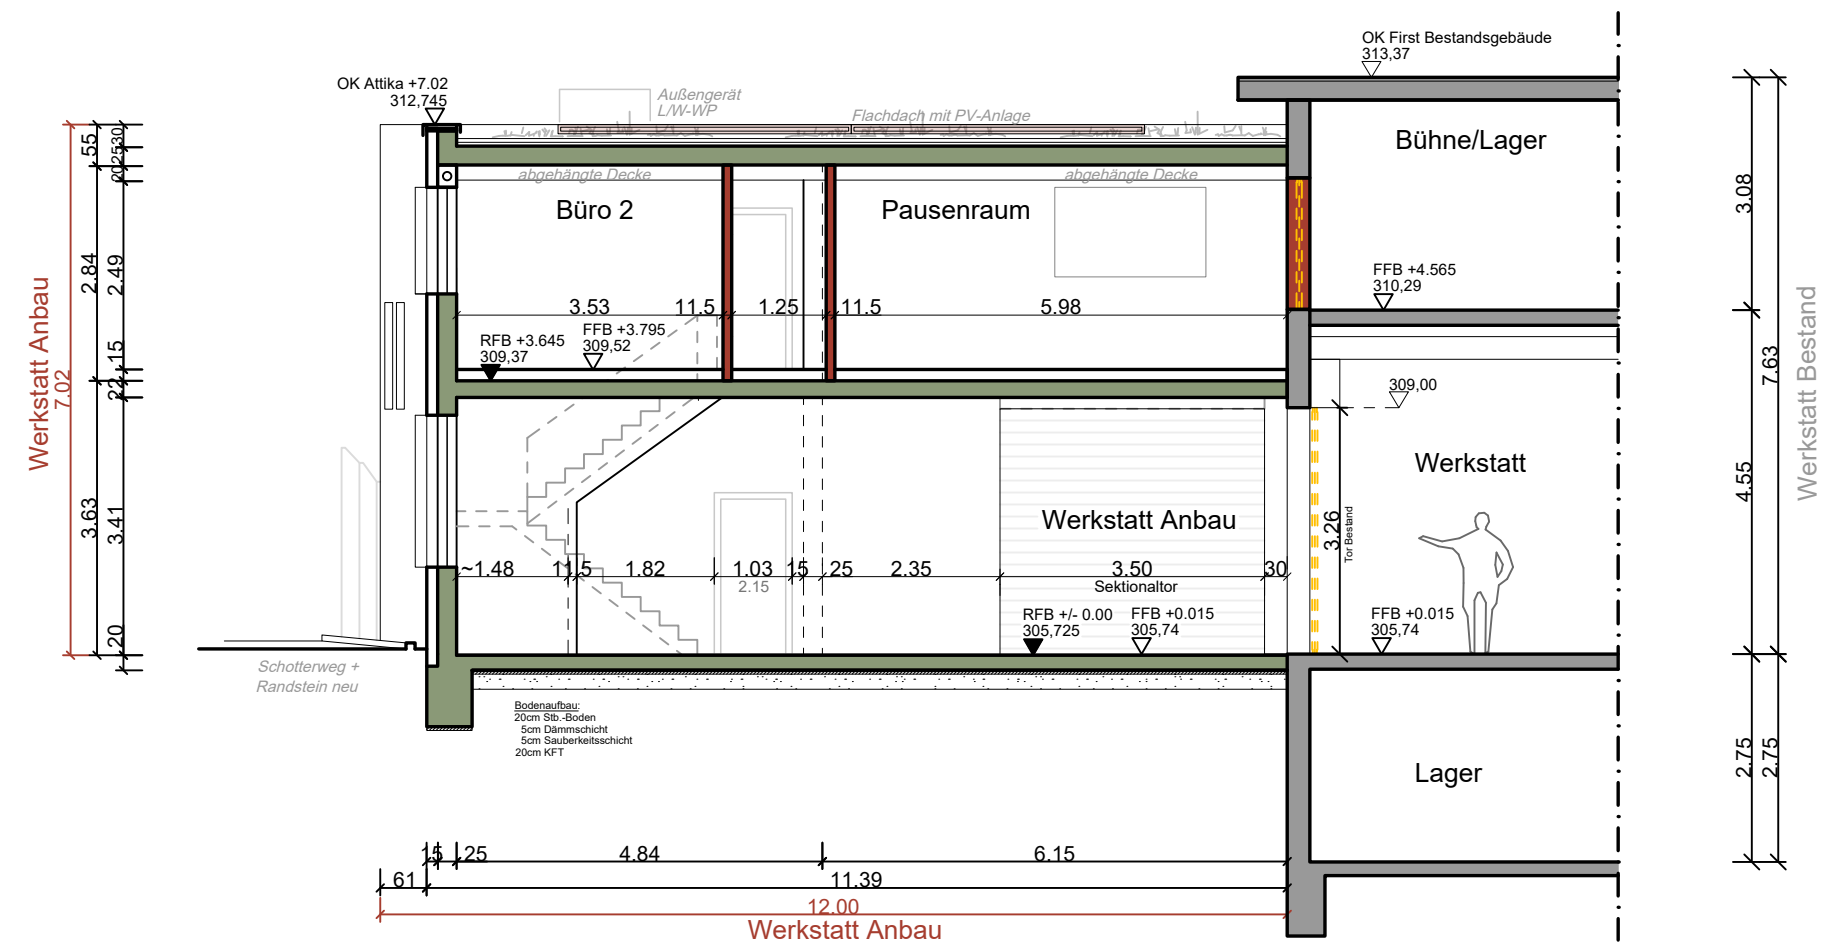 OK First Bestandsgebäude
313,37
OK Attika +7.02
312,745
Außengerät
L/W-WP
Flachdach mit PV-Anlage
Bühne/Lager
abgehängte Decke
abgehängte Decke
Büro 2
Pausenraum
FFB +4.565
310,29
3.53
11.5
1.25
11.5
5.98
RFB +3.645
309,37
FFB +3.795
309,52
309,00
Werkstatt
Werkstatt Anbau
3.26
Tor Bestand
~1.48
11.5
1.82
1.03
2.15
15
25
2.35
3.50
30
Sektionaltor
RFB +/- 0.00
305,725
FFB +0.015
305,74
FFB +0.015
305,74
Schotterweg +
Randstein neu
Bodenaufbau:
20cm Stb.-Boden
5cm Dämmschicht
5cm Sauberkeitsschicht
20cm KFT
Lager
15
25
4.84
6.15
61
11.39
12.00
Werkstatt Anbau
Werkstatt Anbau
7.02
55
2.84
3.63
30
25
20
2.49
15
22
3.41
20
3.08
4.55
2.75
7.63
2.75
Werkstatt Bestand